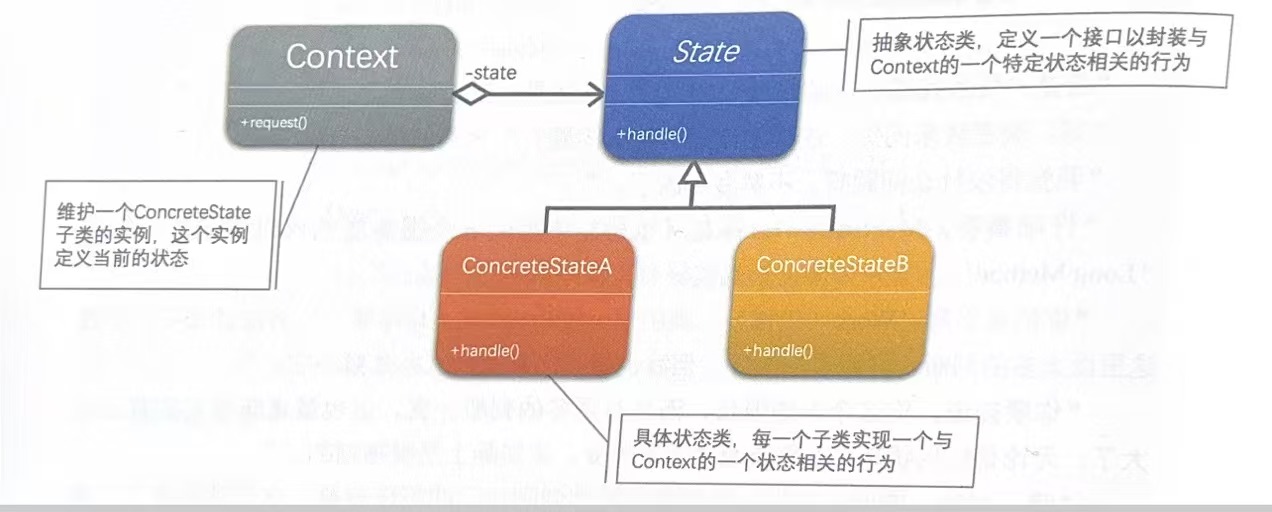 Context
+request()
-state
State
+handle()
抽象状态类，定义一个接口以封装与
Context的一个特定状态相关的行为
维护一个ConcreteState
子类的实例，这个实例
定义当前的状态
ConcreteStateA
+handle()
ConcreteStateB
+handle()
具体状态类，每一个子类实现一个与
Context的一个状态相关的行为